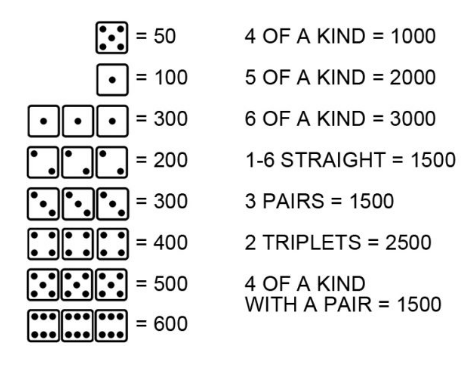 = 50
= 100
= 300
= 200
= 300
= 400
= 500
= 600
4 OF A KIND = 1000
5 OF A KIND = 2000
6 OF A KIND = 3000
1-6 STRAIGHT = 1500
3 PAIRS = 1500
2 TRIPLETS = 2500
4 OF A KIND
WITH A PAIR = 1500